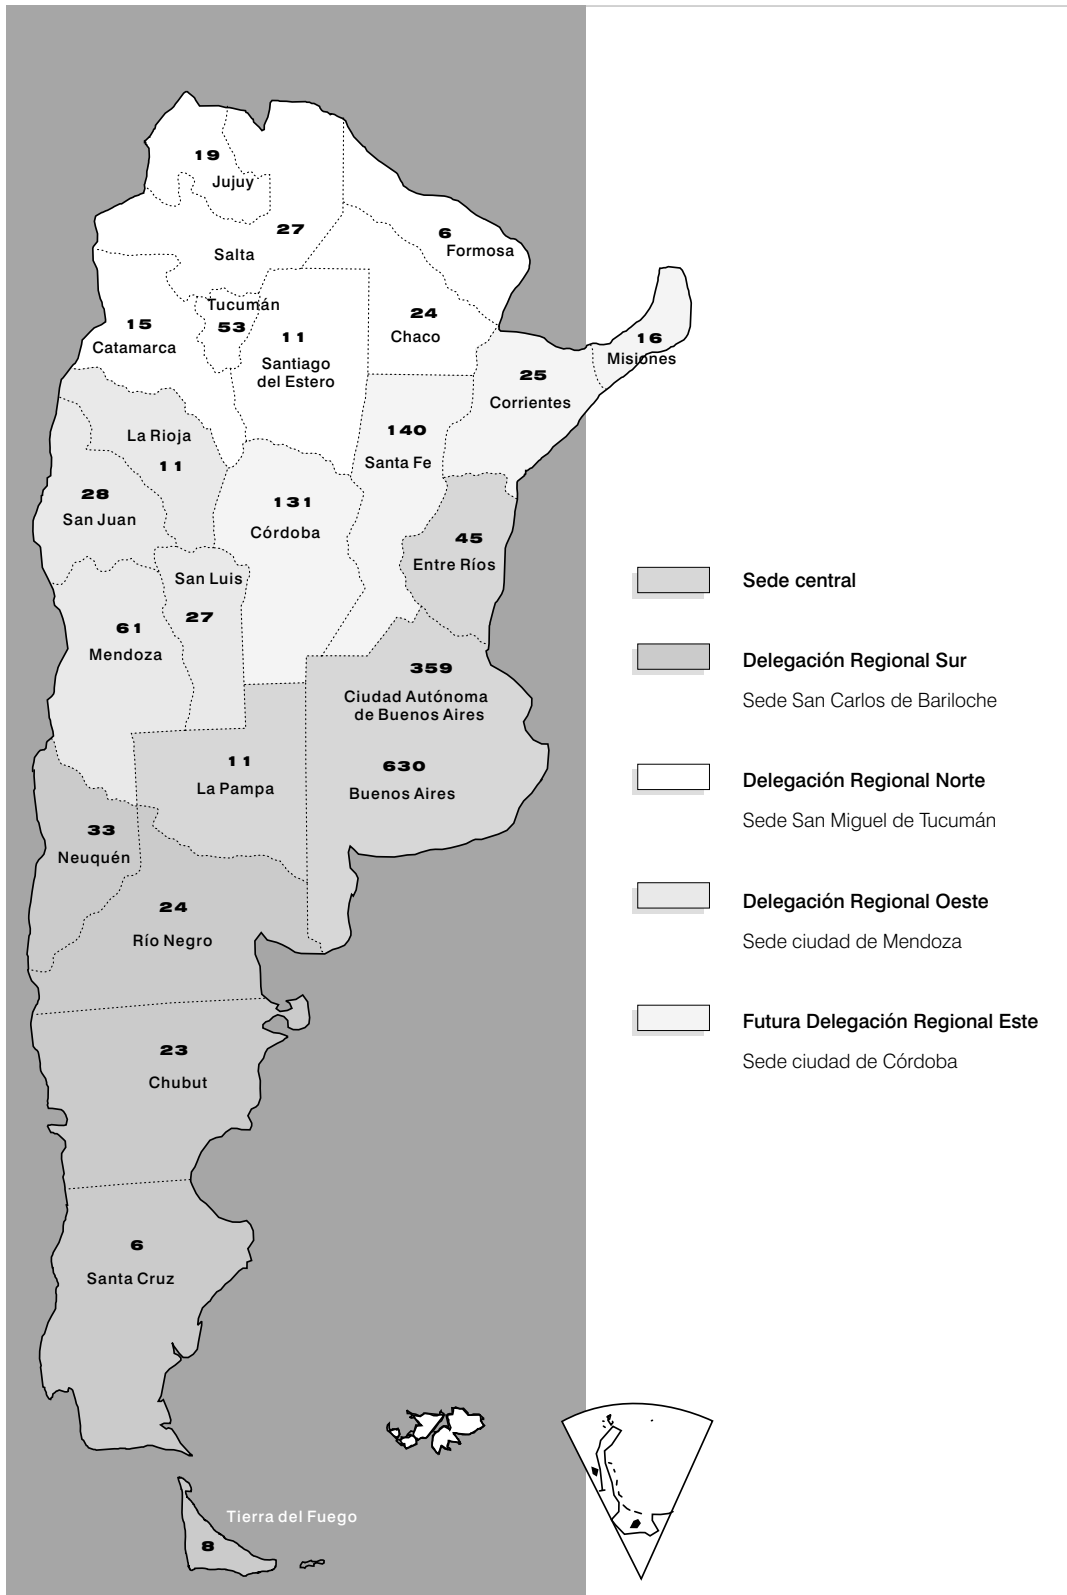 19
Jujuy
27
Salta
6
Formosa
Tucumán
53
15
Catamarca
11
Santiago
del Estero
24
Chaco
16
Misiones
25
Corrientes
La Rioja
11
140
Santa Fe
28
San Juan
131
Córdoba
45
Entre Ríos
San Luis
27
61
Mendoza
359
Ciudad Autónoma
de Buenos Aires
630
Buenos Aires
11
La Pampa
33
Neuquén
24
Río Negro
23
Chubut
6
Santa Cruz
Tierra del Fuego
8
Sede central
Delegación Regional Sur
Sede San Carlos de Bariloche
Delegación Regional Norte
Sede San Miguel de Tucumán
Delegación Regional Oeste
Sede ciudad de Mendoza
Futura Delegación Regional Este
Sede ciudad de Córdoba